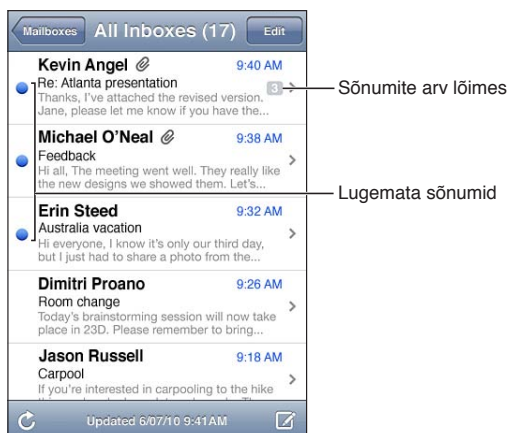 Mailboxes All Inboxes (17) Edit
Kevin Angel 9:40 AM
Re: Atlanta presentation 3
Thanks, I've attached the revised version.
Jane, please let me know if you have the...
Sõnumite arv lõimes
Michael O'Neal 9:38 AM
Feedback
Hi all, The meeting went well. They really like
the new designs we showed them. Let's...
Lugemata sõnumid
Erin Steed 9:32 AM
Australia vacation
Hi everyone, I know it's only our third day,
but I just had to share a photo from the...
Dimitri Proano 9:26 AM
Room change
Today's brainstorming session will now take
place in 23D. Please remember to bring...
Jason Russell 9:18 AM
Carpool
If you're interested in carpooling to the hike
Updated 6/07/10 9:41AM